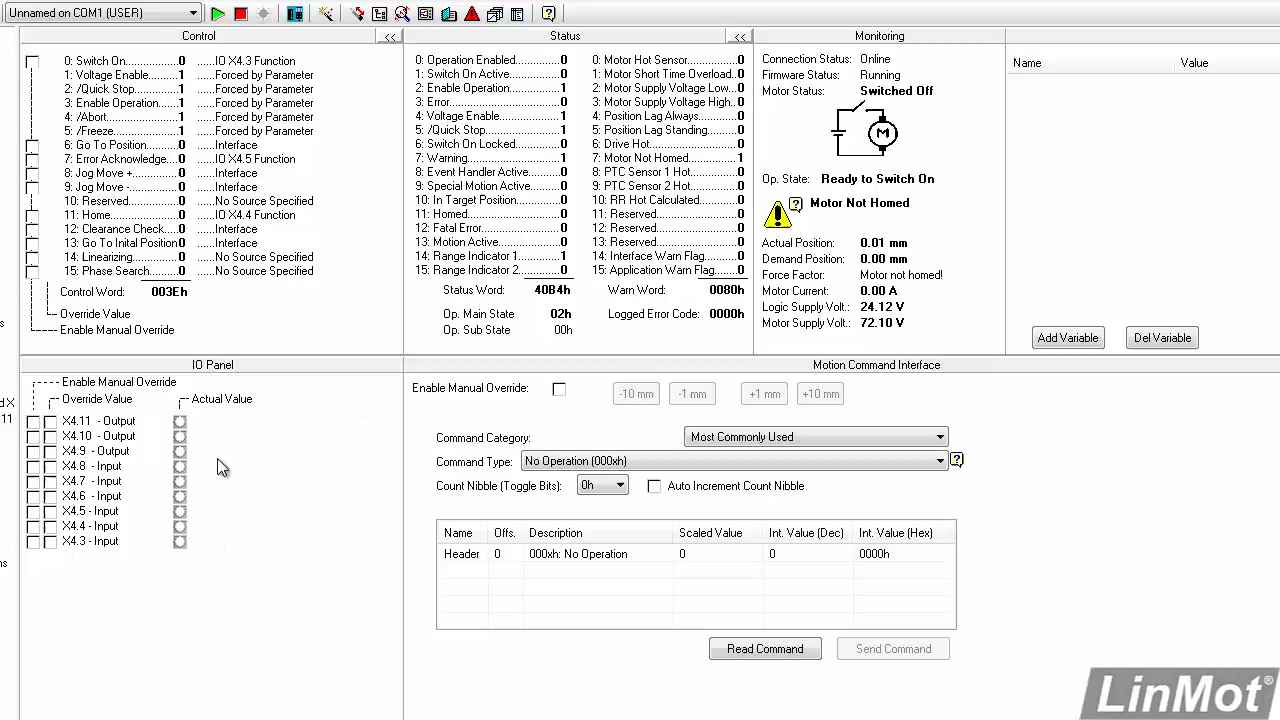 Unnamed on COM1 (USER)
Control
<<
0: Switch On 0 IO X4.3 Function
1: Voltage Enable 1 Forced by Parameter
2: /Quick Stop 1 Forced by Parameter
3: Enable Operation 1 Forced by Parameter
4: /Abort 1 Forced by Parameter
5: /Freeze 1 Forced by Parameter
6: Go To Position 0 Interface
7: Error Acknowledge 0 IO X4.5 Function
8: Jog Move + 0 Interface
9: Jog Move - 0 Interface
10: Reserved 0 No Source Specified
11: Home 0 IO X4.4 Function
12: Clearance Check 0 Interface
13: Go To Inital Position 0 Interface
14: Linearizing 0 No Source Specified
15: Phase Search 0 No Source Specified
Control Word: 003Eh
Override Value
Enable Manual Override
Status
<<
0: Operation Enabled 0
1: Switch On Active 0
2: Enable Operation 1
3: Error 0
4: Voltage Enable 1
5: /Quick Stop 1
6: Switch On Locked 0
7: Warning 1
8: Event Handler Active 0
9: Special Motion Active 0
10: In Target Position 0
11: Homed 0
12: Fatal Error 0
13: Motion Active 0
14: Range Indicator 1 1
15: Range Indicator 2 0
Status Word: 40B4h
Op. Main State 02h
Op. Sub State 00h
0: Motor Hot Sensor 0
1: Motor Short Time Overload 0
2: Motor Supply Voltage Low 0
3: Motor Supply Voltage High 0
4: Position Lag Always 0
5: Position Lag Standing 0
6: Drive Hot 0
7: Motor Not Homed 1
8: PTC Sensor 1 Hot 0
9: PTC Sensor 2 Hot 0
10: RR Hot Calculated 0
11: Reserved 0
12: Reserved 0
13: Reserved 0
14: Interface Warn Flag 0
15: Application Warn Flag 0
Warn Word: 0080h
Logged Error Code: 0000h
Monitoring
Connection Status: Online
Firmware Status: Running
Motor Status: Switched Off
M
Op. State: Ready to Switch On
Motor Not Homed
Actual Position: 0.01 mm
Demand Position: 0.00 mm
Force Factor: Motor not homed!
Motor Current: 0.00 A
Logic Supply Volt.: 24.12 V
Motor Supply Volt.: 72.10 V
Name Value
Add Variable Del Variable
IO Panel
Enable Manual Override
Override Value Actual Value
X4.11 - Output
X4.10 - Output
X4.9 - Output
X4.8 - Input
X4.7 - Input
X4.6 - Input
X4.5 - Input
X4.4 - Input
X4.3 - Input
Motion Command Interface
Enable Manual Override: -10 mm -1 mm +1 mm +10 mm
Command Category: Most Commonly Used
Command Type: No Operation (000xh)
Count Nibble (Toggle Bits): 0h Auto Increment Count Nibble
Name Offs. Description Scaled Value Int. Value (Dec) Int. Value (Hex)
Header 0 000xh: No Operation 0 0 0000h
Read Command Send Command
LinMot®